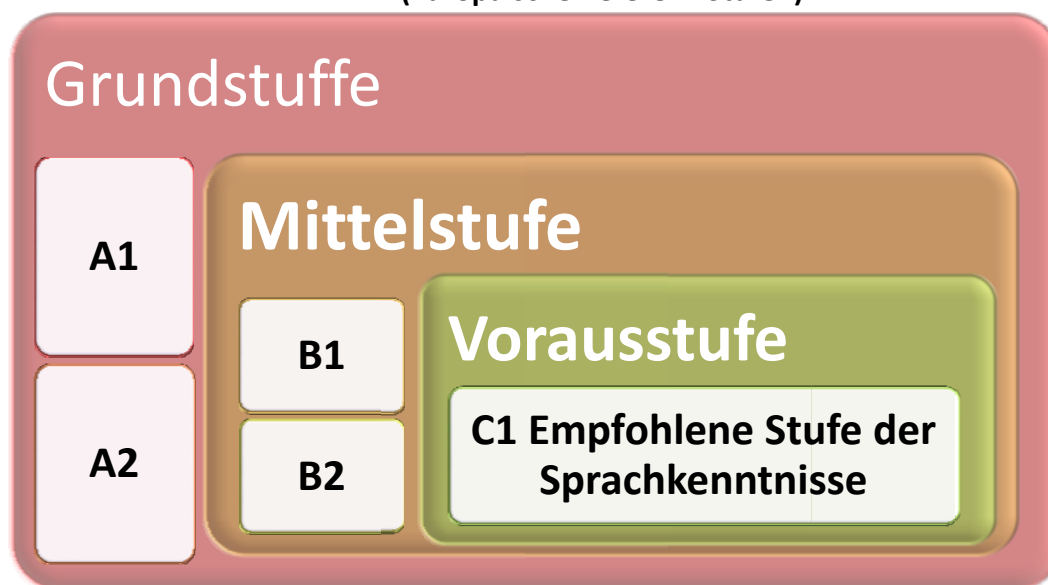 Grundstuffe
A1
A2
Mittelstufe
B1
B2
Vorausstufe
C1 Empfohlene Stufe der
Sprachkenntnisse